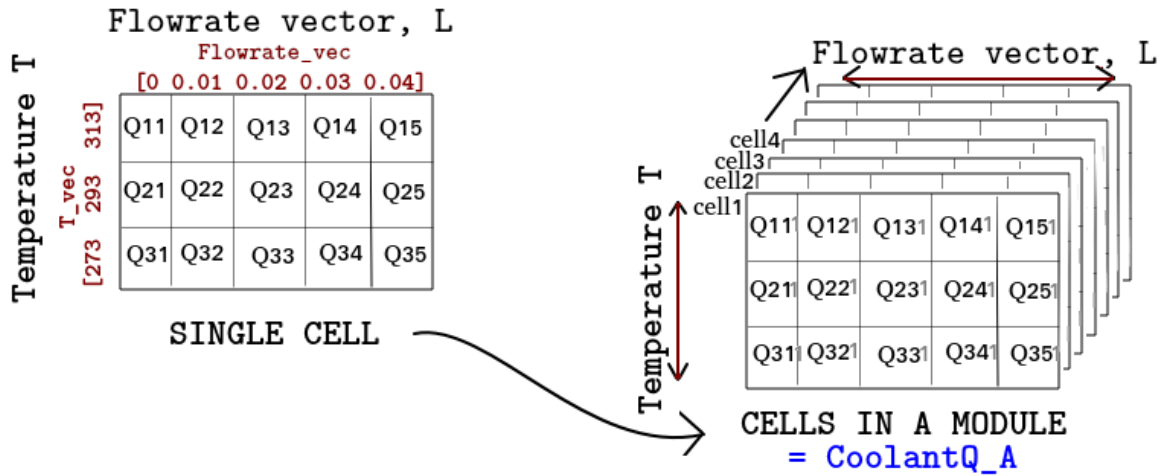 Flowrate vector, L
Flowrate_vec
[0 0.01 0.02 0.03 0.04]
Temperature T
T_vec
[273 293 313]
Q11 Q12 Q13 Q14 Q15
Q21 Q22 Q23 Q24 Q25
Q31 Q32 Q33 Q34 Q35
SINGLE CELL
Flowrate vector, L
cell4
cell3
cell2
cell1
Temperature T
Q111 Q121 Q131 Q141 Q151
Q211 Q221 Q231 Q241 Q251
Q311 Q321 Q331 Q341 Q351
CELLS IN A MODULE
= CoolantQ_A